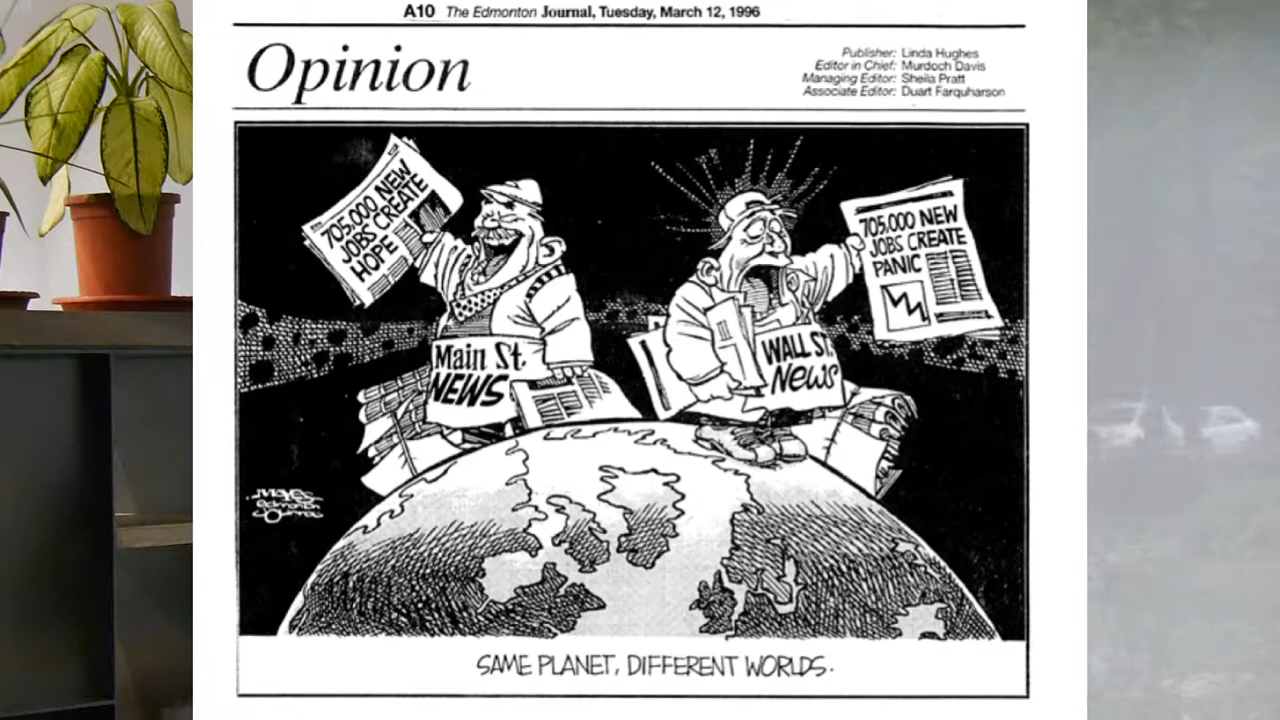 A10 The Edmonton Journal, Tuesday, March 12, 1996
Opinion
Publisher: Linda Hughes
Editor in Chief: Murdoch Davis
Managing Editor: Sheila Pratt
Associate Editor: Duart Farquharson
705,000 NEW
JOBS CREATE
HOPE
705,000 NEW
JOBS CREATE
PANIC
Main St.
NEWS
WALL ST.
News
Mayes
Edmonton
Journal
SAME PLANET, DIFFERENT WORLDS.